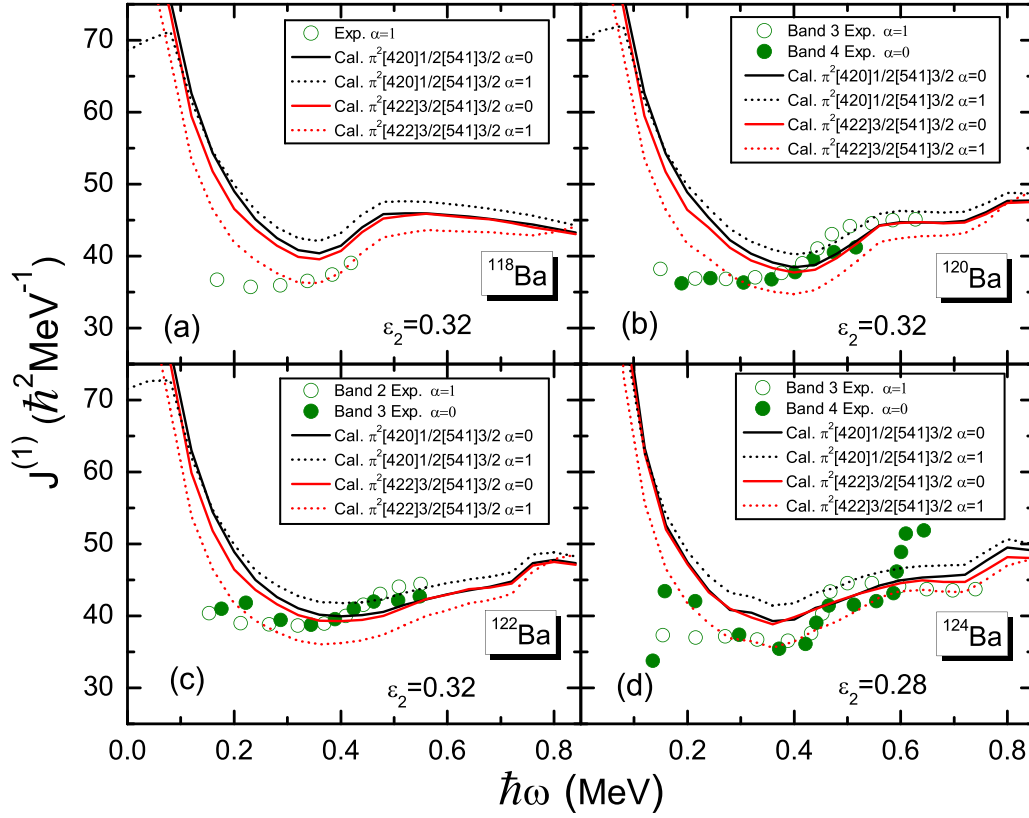 J⁽¹⁾ (ħ²MeV⁻¹)
70
60
50
40
30
Exp. α=1
Cal. π²[420]1/2[541]3/2 α=0
Cal. π²[420]1/2[541]3/2 α=1
Cal. π²[422]3/2[541]3/2 α=0
Cal. π²[422]3/2[541]3/2 α=1
¹¹⁸Ba
(a)
ε₂=0.32
Band 3 Exp. α=1
Band 4 Exp. α=0
Cal. π²[420]1/2[541]3/2 α=0
Cal. π²[420]1/2[541]3/2 α=1
Cal. π²[422]3/2[541]3/2 α=0
Cal. π²[422]3/2[541]3/2 α=1
¹²⁰Ba
(b)
ε₂=0.32
70
60
50
40
30
Band 2 Exp. α=1
Band 3 Exp. α=0
Cal. π²[420]1/2[541]3/2 α=0
Cal. π²[420]1/2[541]3/2 α=1
Cal. π²[422]3/2[541]3/2 α=0
Cal. π²[422]3/2[541]3/2 α=1
¹²²Ba
(c)
ε₂=0.32
Band 3 Exp. α=1
Band 4 Exp. α=0
Cal. π²[420]1/2[541]3/2 α=0
Cal. π²[420]1/2[541]3/2 α=1
Cal. π²[422]3/2[541]3/2 α=0
Cal. π²[422]3/2[541]3/2 α=1
¹²⁴Ba
(d)
ε₂=0.28
0.0 0.2 0.4 0.6 0.8 0.2 0.4 0.6 0.8
ħω (MeV)